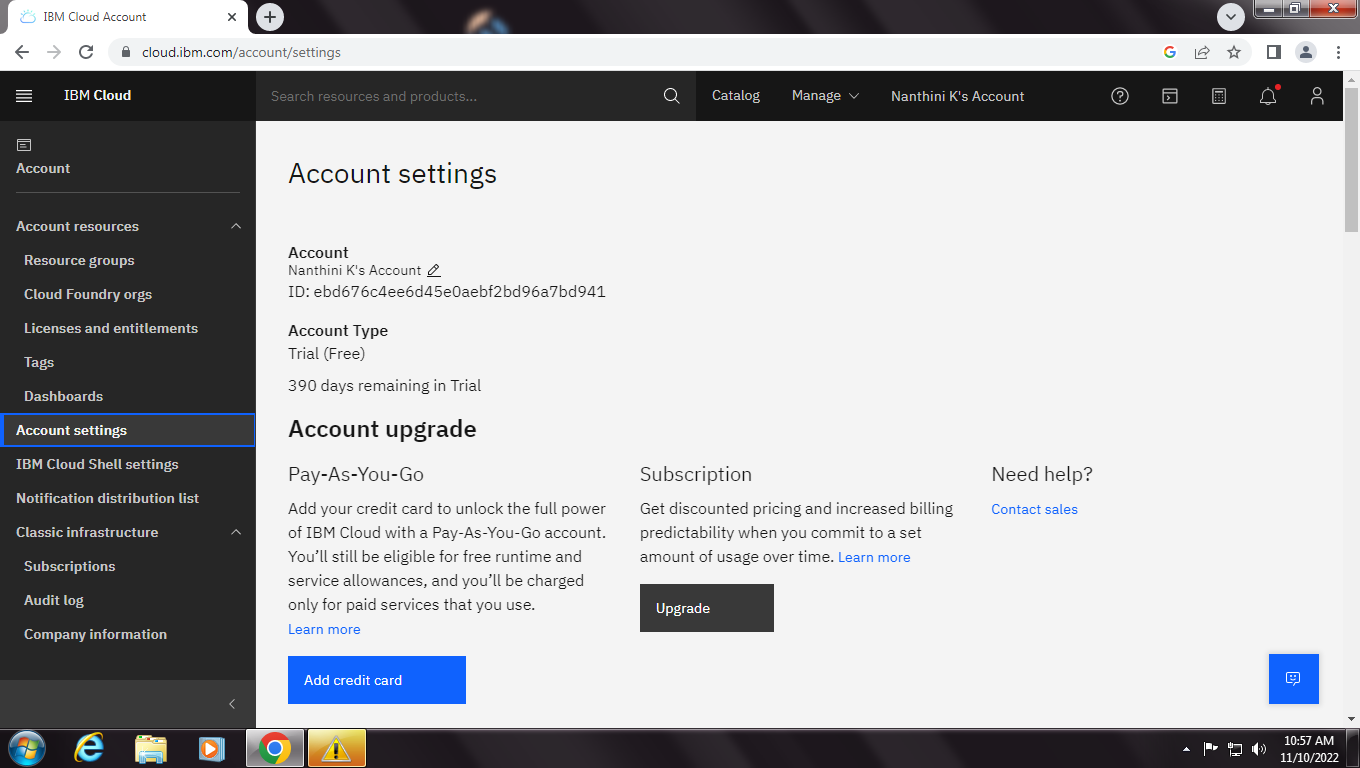 IBM Cloud Account
cloud.ibm.com/account/settings
IBM Cloud
Search resources and products...
Catalog
Manage
Nanthini K's Account
Account
Account resources
Resource groups
Cloud Foundry orgs
Licenses and entitlements
Tags
Dashboards
Account settings
IBM Cloud Shell settings
Notification distribution list
Classic infrastructure
Subscriptions
Audit log
Company information
Account settings
Account
Nanthini K's Account
ID: ebd676c4ee6d45e0aebf2bd96a7bd941
Account Type
Trial (Free)
390 days remaining in Trial
Account upgrade
Pay-As-You-Go
Add your credit card to unlock the full power
of IBM Cloud with a Pay-As-You-Go account.
You’ll still be eligible for free runtime and
service allowances, and you’ll be charged
only for paid services that you use.
Learn more
Add credit card
Subscription
Get discounted pricing and increased billing
predictability when you commit to a set
amount of usage over time. Learn more
Upgrade
Need help?
Contact sales
10:57 AM
11/10/2022